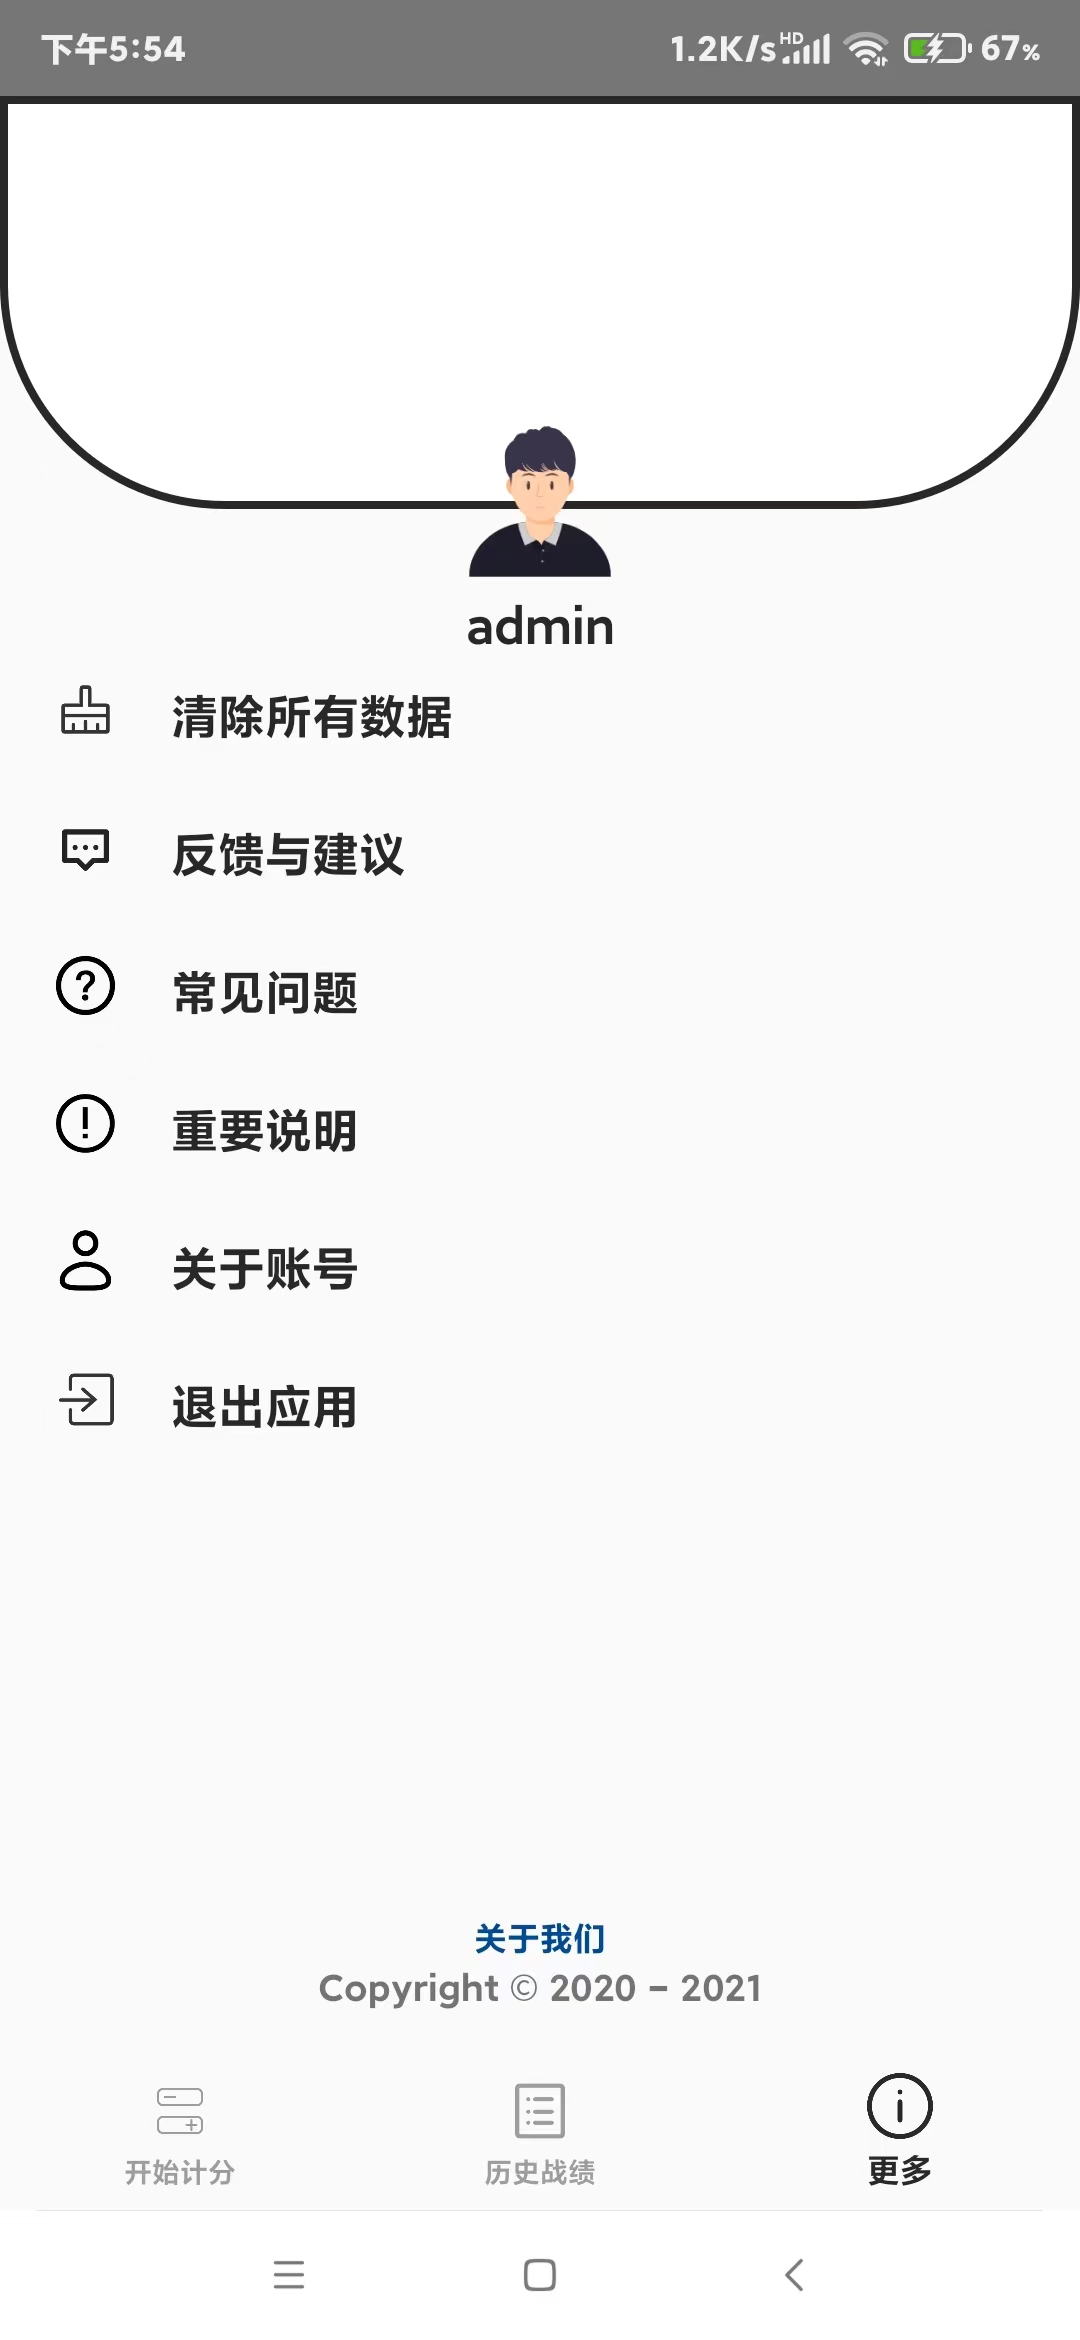 下午5:54
1.2K/s HD 67%
admin
清除所有数据
反馈与建议
常见问题
重要说明
关于账号
退出应用
关于我们
Copyright © 2020 - 2021
开始计分 历史战绩 更多